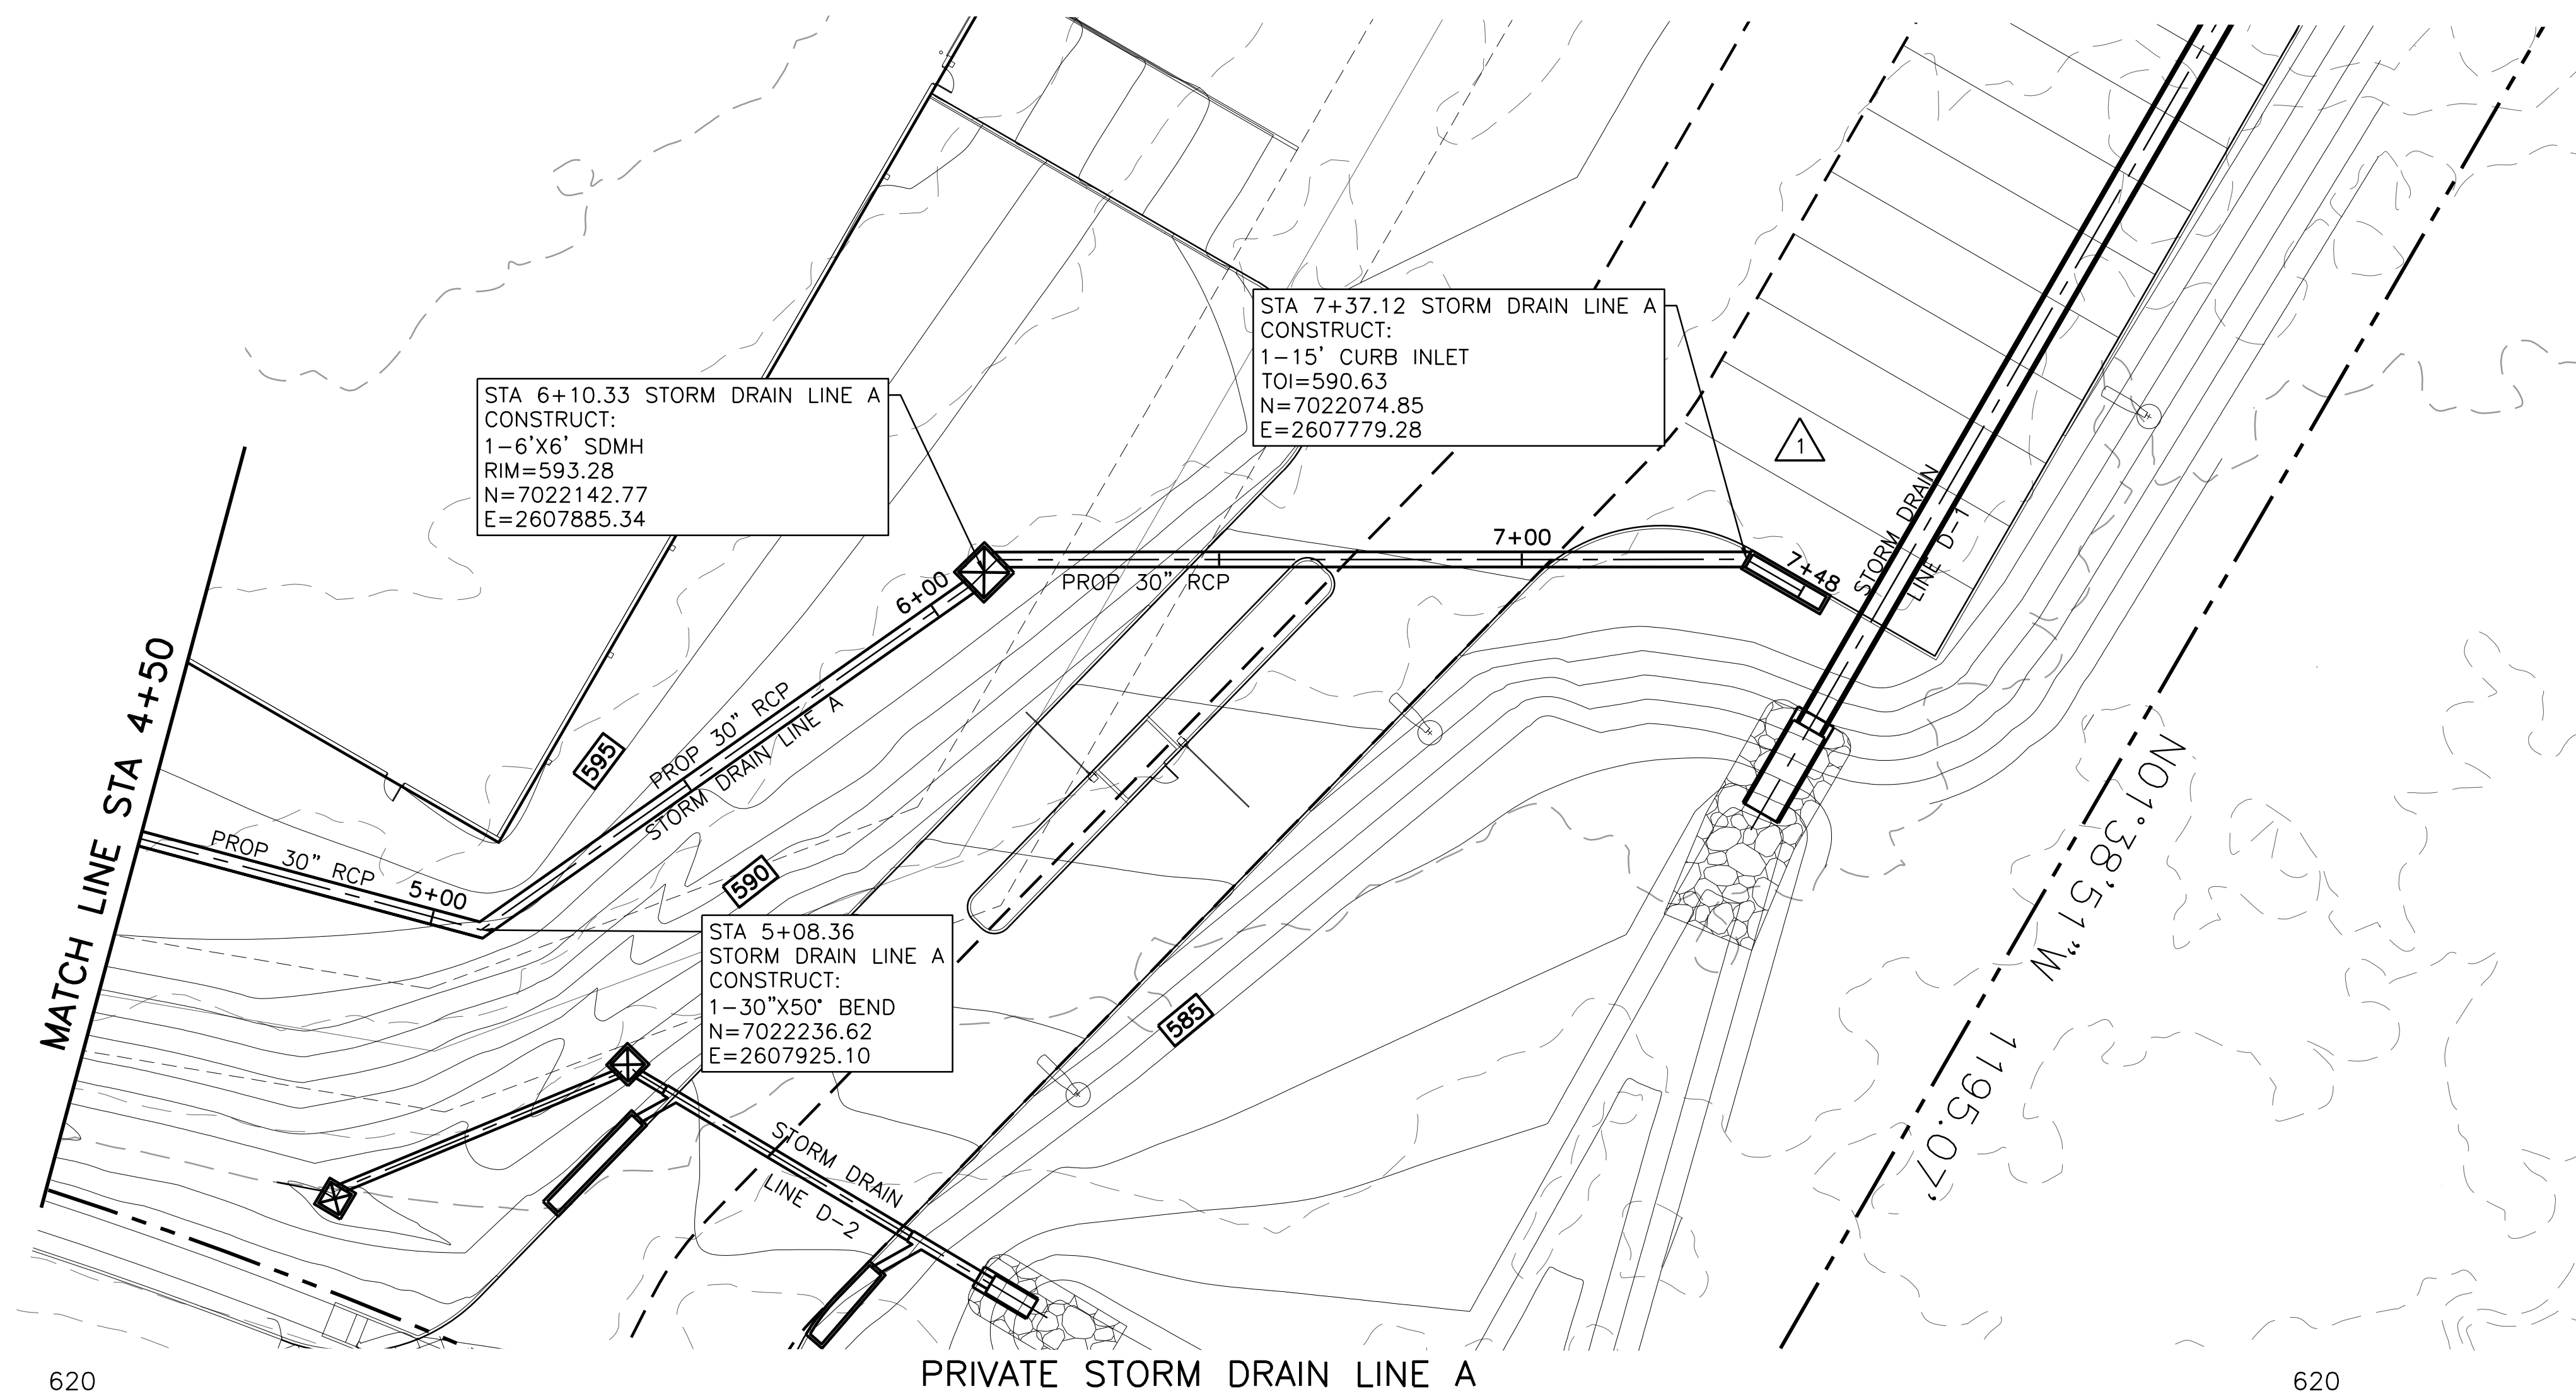 STA 7+37.12 STORM DRAIN LINE A
CONSTRUCT:
1-15' CURB INLET
TOI=590.63
N=7022074.85
E=2607779.28
STA 6+10.33 STORM DRAIN LINE A
CONSTRUCT:
1-6'X6' SDMH
RIM=593.28
N=7022142.77
E=2607885.34
1
7+00
PROP 30" RCP
6+00
7+48
STORM DRAIN
LINE D-1
MATCH LINE STA 4+50
595
PROP 30" RCP
STORM DRAIN LINE A
PROP 30" RCP
5+00
590
STA 5+08.36
STORM DRAIN LINE A
CONSTRUCT:
1-30"X50° BEND
N=7022236.62
E=2607925.10
585
N01°38'51"W 1195.07'
STORM DRAIN
LINE D-2
PRIVATE STORM DRAIN LINE A
620
620